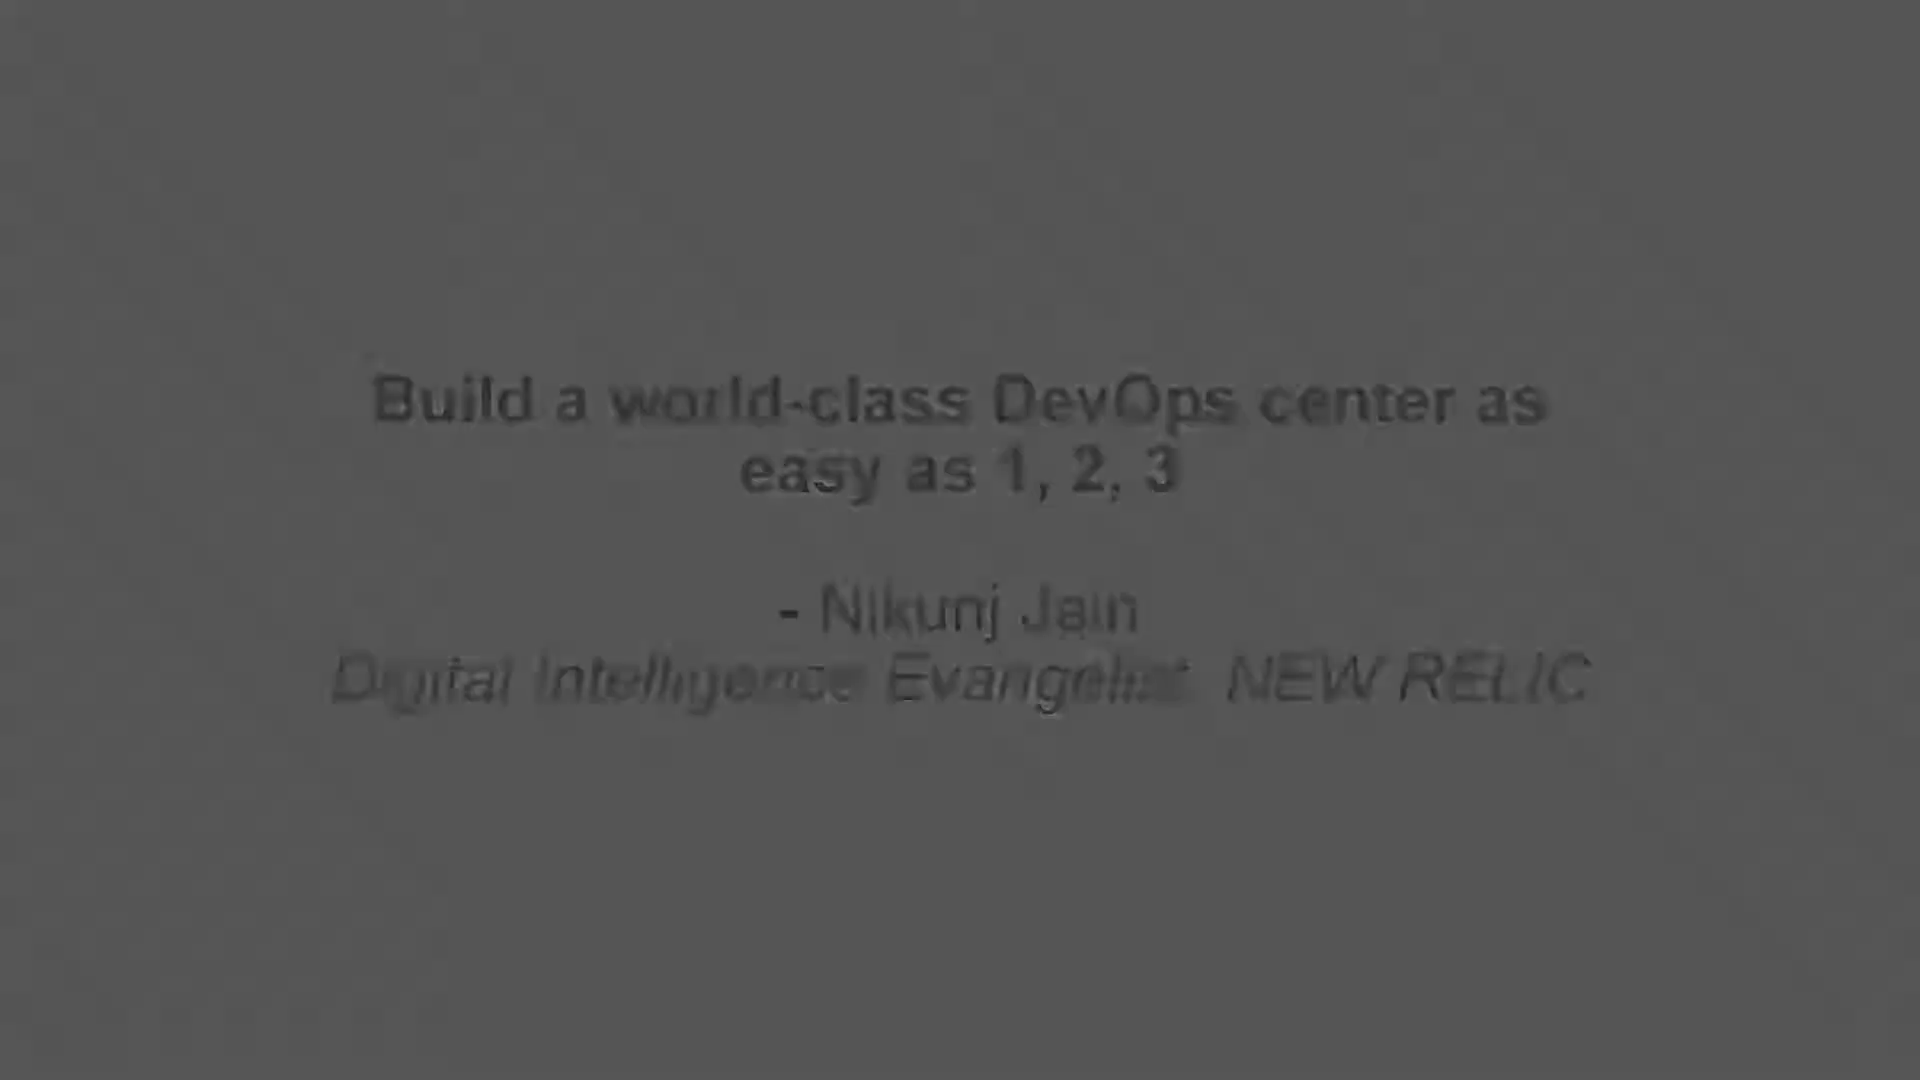 Build a world-class DevOps center as
easy as 1, 2, 3
- Nikunj Jain
Digital Intelligence Evangelist NEW RELIC